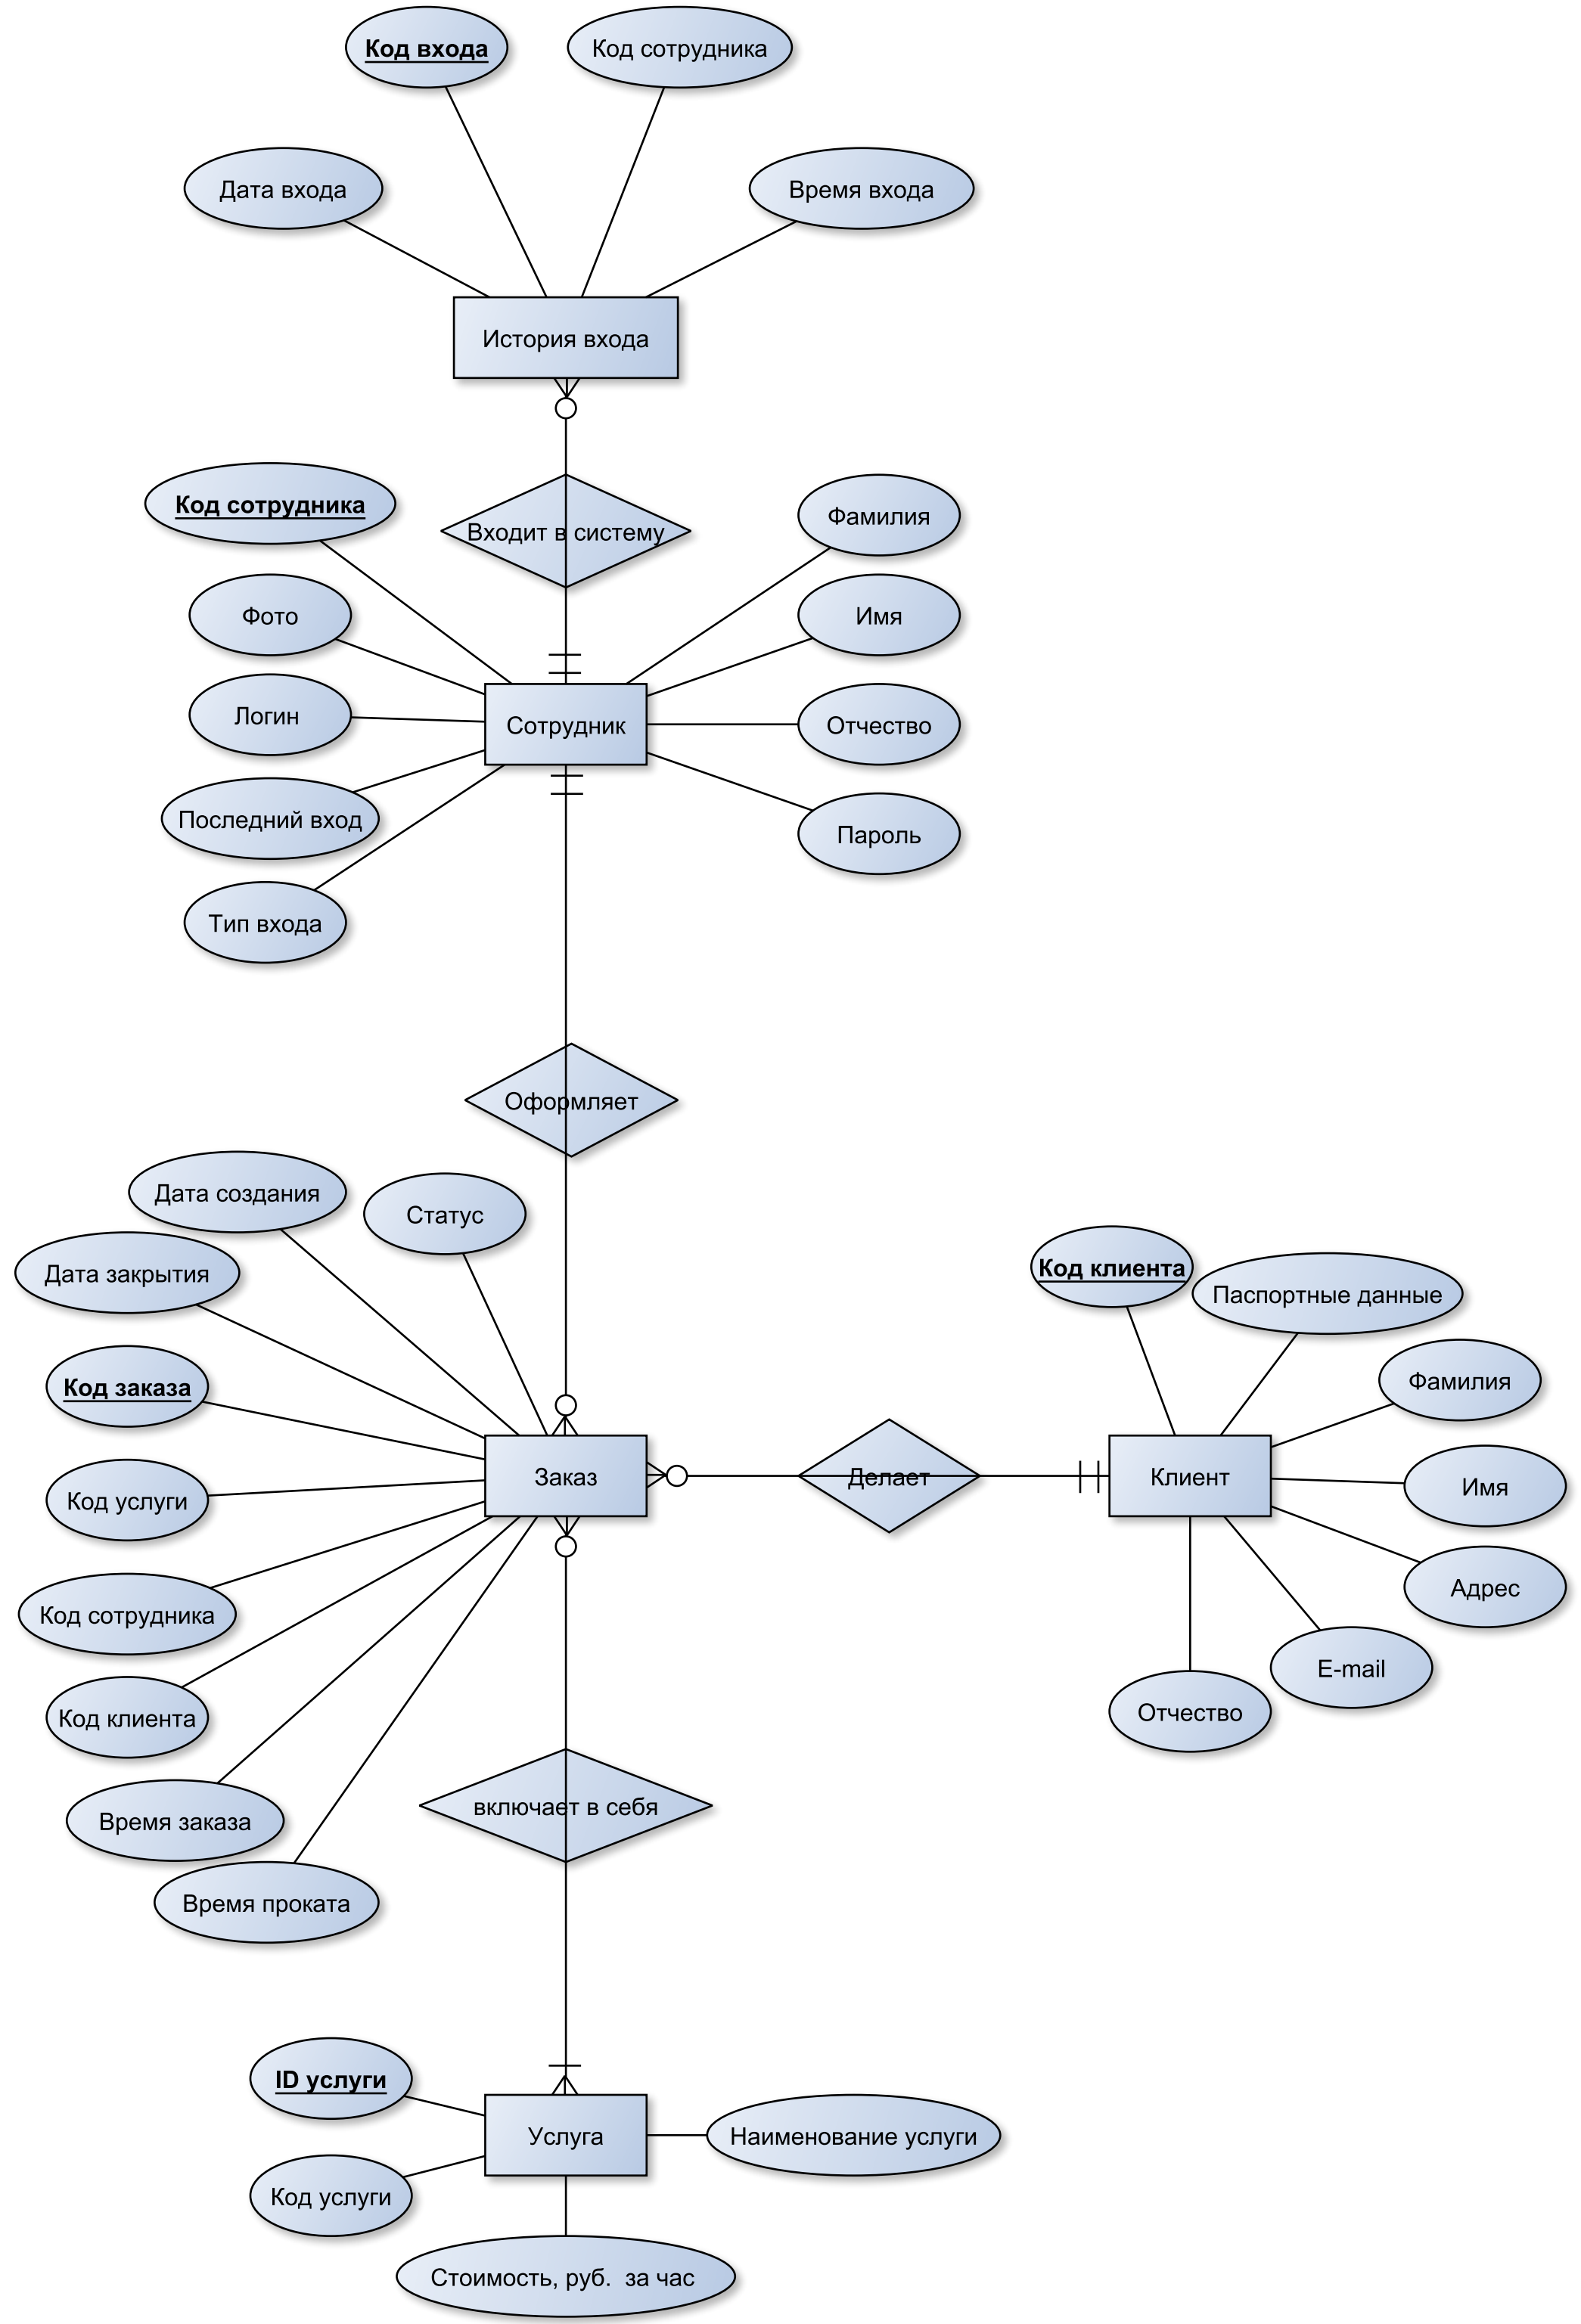 Код входа
Код сотрудника
Дата входа
Время входа
История входа
Входит в систему
Код сотрудника
Фамилия
Фото
Имя
Логин
Сотрудник
Отчество
Последний вход
Пароль
Тип входа
Оформляет
Дата создания
Статус
Дата закрытия
Код клиента
Паспортные данные
Код заказа
Фамилия
Заказ
Делает
Клиент
Имя
Код услуги
Адрес
Код сотрудника
E-mail
Код клиента
Отчество
Время заказа
включает в себя
Время проката
ID услуги
Услуга
Наименование услуги
Код услуги
Стоимость, руб.  за час